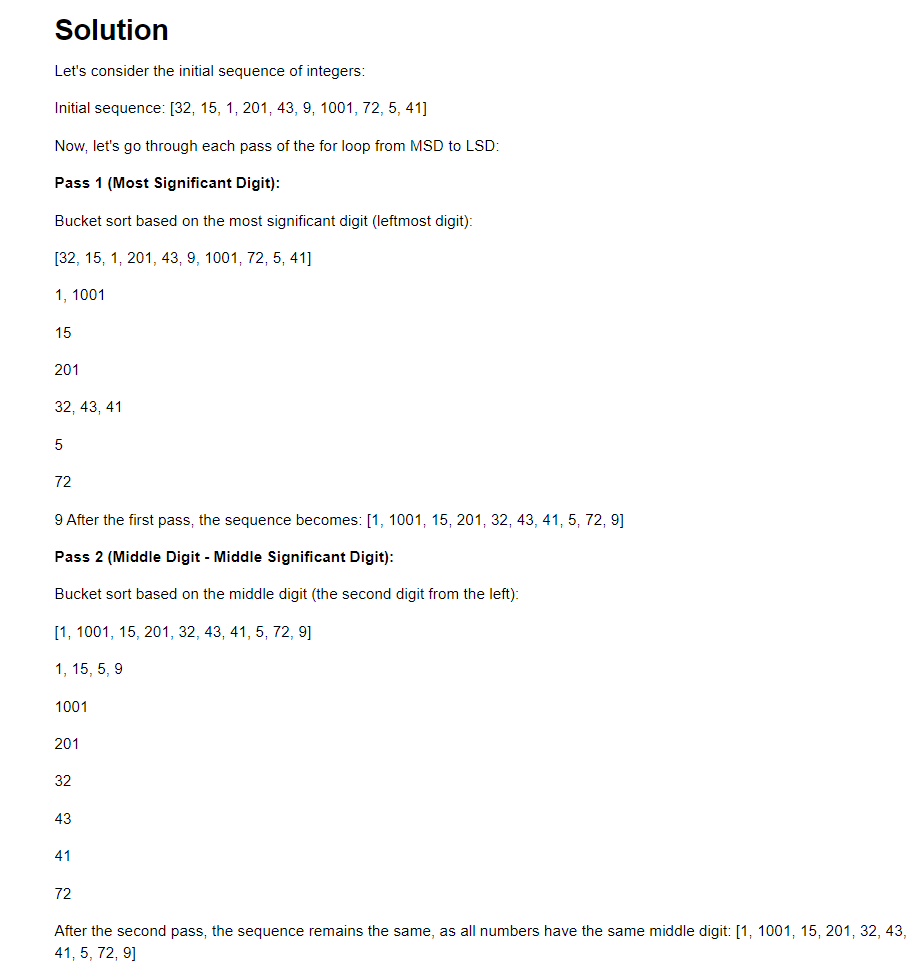 Solution
Let's consider the initial sequence of integers:
Initial sequence: [32, 15, 1, 201, 43, 9, 1001, 72, 5, 41]
Now, let's go through each pass of the for loop from MSD to LSD:
Pass 1 (Most Significant Digit):
Bucket sort based on the most significant digit (leftmost digit):
[32, 15, 1, 201, 43, 9, 1001, 72, 5, 41]
1, 1001
15
201
32, 43, 41
5
72
9 After the first pass, the sequence becomes: [1, 1001, 15, 201, 32, 43, 41, 5, 72, 9]
Pass 2 (Middle Digit - Middle Significant Digit):
Bucket sort based on the middle digit (the second digit from the left):
[1, 1001, 15, 201, 32, 43, 41, 5, 72, 9]
1, 15, 5, 9
1001
201
32
43
41
72
After the second pass, the sequence remains the same, as all numbers have the same middle digit: [1, 1001, 15, 201, 32, 43,
41, 5, 72, 9]